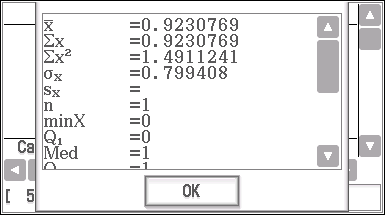 x̄ =0.9230769
Σx =0.9230769
Σx² =1.4911241
σx =0.799408
sx =
n =1
minX =0
Q₁ =0
Med =1
Ca
[ 5
OK